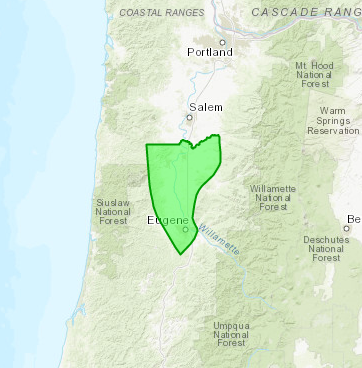 COASTAL RANGES
CASCADE RANG
Portland
Mt. Hood
National
Forest
Salem
Warm
Springs
Reservation
Siuslaw
National
Forest
Willamette
National
Forest
Eugene
Willamette
Be
Deschutes
National
Forest
Umpqua
National
Forest